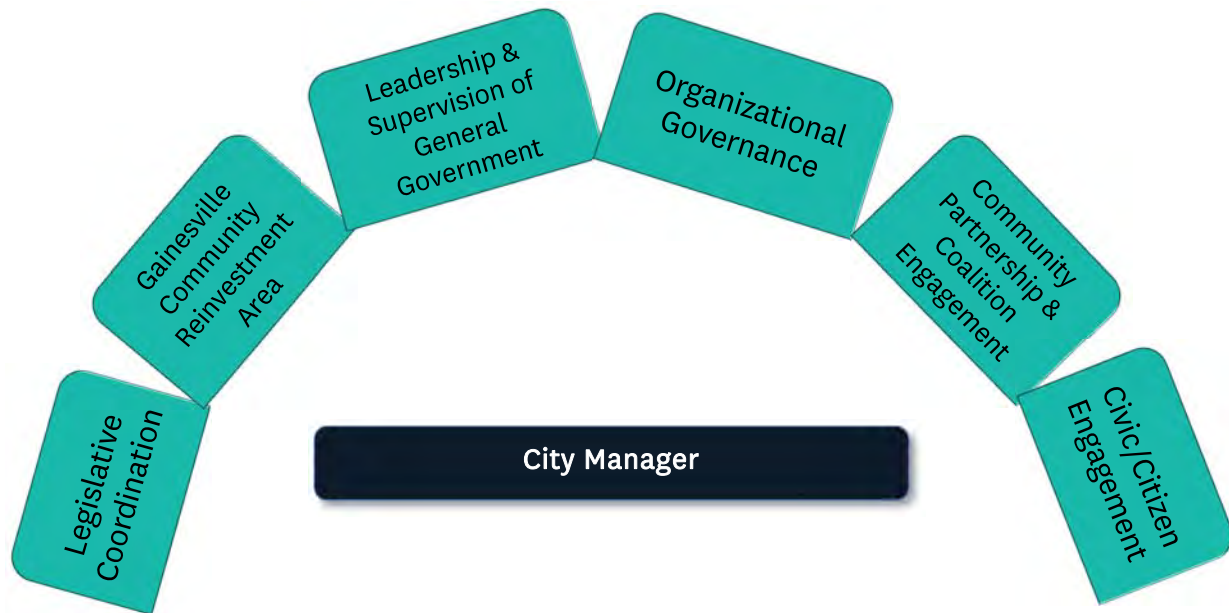 Legislative
Coordination
Gainesville
Community
Reinvestment
Area
Leadership &
Supervision of
General
Government
Organizational
Governance
Community
Partnership &
Coalition
Engagement
Civic/Citizen
Engagement
City Manager